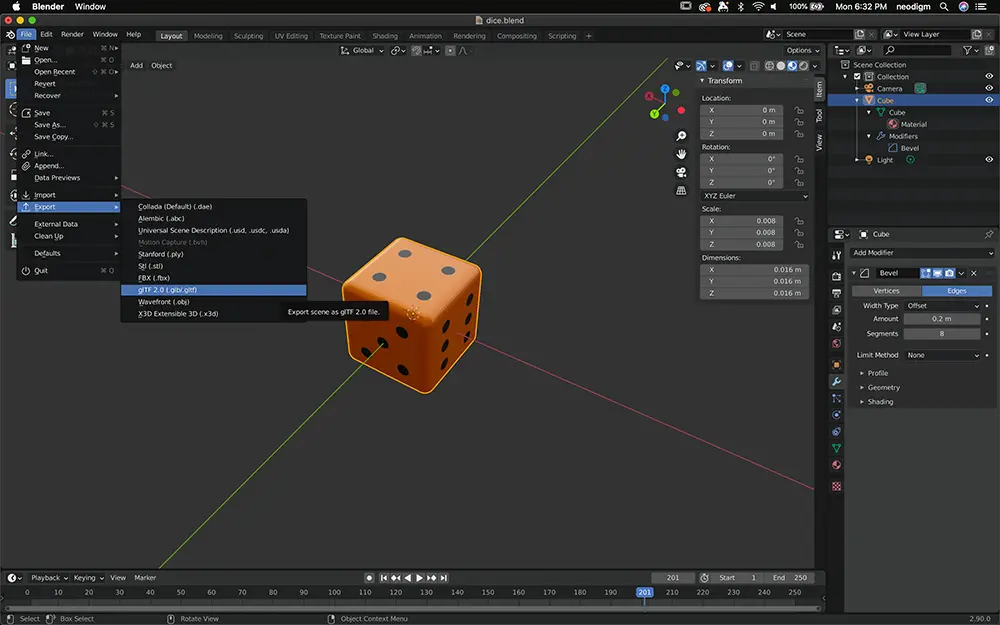 Blender Window 100% Mon 6:32 PM neodigm
dice.blend
File Edit Render Window Help Layout Modeling Sculpting UV Editing Texture Paint Shading Animation Rendering Compositing Scripting + Scene View Layer
New ⌘ N
Open... ⌘ O
Open Recent ⇧ ⌘ O
Revert
Recover
Save ⌘ S
Save As... ⇧ ⌘ S
Save Copy...
Link...
Append...
Data Previews
Import
Export
External Data
Clean Up
Defaults
Quit ⌘ Q
Collada (Default) (.dae)
Alembic (.abc)
Universal Scene Description (.usd, .usdc, .usda)
Motion Capture (.bvh)
Stanford (.ply)
Stl (.stl)
FBX (.fbx)
glTF 2.0 (.glb/.gltf)
Wavefront (.obj)
X3D Extensible 3D (.x3d)
Export scene as glTF 2.0 file.
Global
Options
Add Object
X
Y
Z
Transform
Location:
X 0 m
Y 0 m
Z 0 m
Rotation:
X 0°
Y 0°
Z 0°
XYZ Euler
Scale:
X 0.008
Y 0.008
Z 0.008
Dimensions:
X 0.016 m
Y 0.016 m
Z 0.016 m
Item
Tool
View
Scene Collection
Collection
Camera
Cube
Cube
Material
Modifiers
Bevel
Light
Cube
Add Modifier
Bevel
Vertices Edges
Width Type Offset
Amount 0.2 m
Segments 8
Limit Method None
Profile
Geometry
Shading
Playback Keying View Marker 201 Start 1 End 250
0 10 20 30 40 50 60 70 80 90 100 110 120 130 140 150 160 170 180 190 201 210 220 230 240 250
Select Box Select Rotate View Object Context Menu 2.90.0